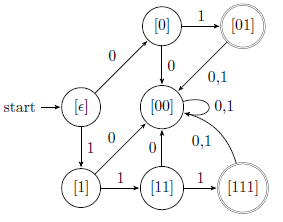 [0] 1 [01]
0 0 0,1
start [ϵ] [00] 0,1
1 0 0 0,1
[1] 1 [11] 1 [111]